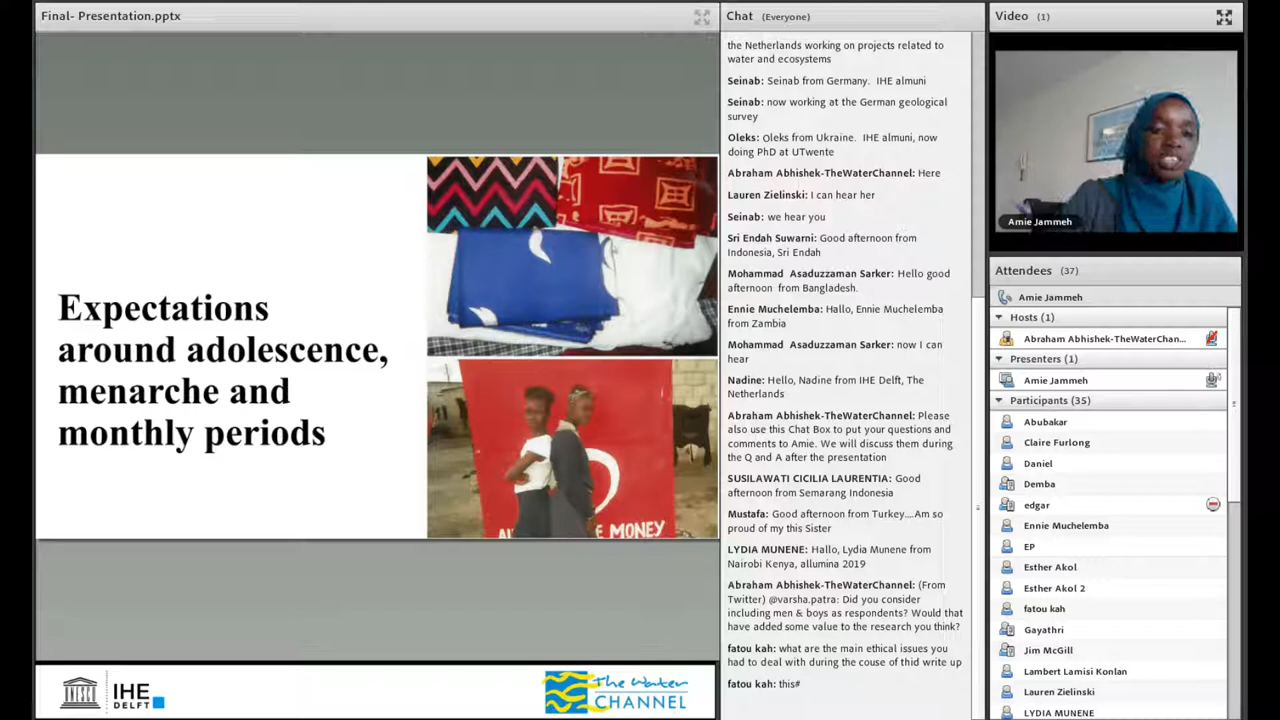 Final- Presentation.pptx
Expectations
around adolescence,
menarche and
monthly periods
MONEY
UNESCO
IHE
DELFT
The Water
CHANNEL
Chat (Everyone)
the Netherlands working on projects related to
water and ecosystems
Seinab: Seinab from Germany. IHE almuni
Seinab: now working at the German geological
survey
Oleks: Oleks from Ukraine. IHE almuni, now
doing PhD at UTwente
Abraham Abhishek-TheWaterChannel: Here
Lauren Zielinski: I can hear her
Seinab: we hear you
Sri Endah Suwarni: Good afternoon from
Indonesia, Sri Endah
Mohammad Asaduzzaman Sarker: Hello good
afternoon from Bangladesh.
Ennie Muchelemba: Hallo, Ennie Muchelemba
from Zambia
Mohammad Asaduzzaman Sarker: now I can
hear
Nadine: Hello, Nadine from IHE Delft, The
Netherlands
Abraham Abhishek-TheWaterChannel: Please
also use this Chat Box to put your questions and
comments to Amie. We will discuss them during
the Q and A after the presentation
SUSILAWATI CICILIA LAURENTIA: Good
afternoon from Semarang Indonesia
Mustafa: Good afternoon from Turkey....Am so
proud of my this Sister
LYDIA MUNENE: Hallo, Lydia Munene from
Nairobi Kenya, allumina 2019
Abraham Abhishek-TheWaterChannel: (From
Twitter) @varsha.patra: Did you consider
including men & boys as respondents? Would that
have added some value to the research you think?
fatou kah: what are the main ethical issues you
had to deal with during the couse of thid write up
fatou kah: this#
Video (1)
Amie Jammeh
Attendees (37)
Amie Jammeh
Hosts (1)
Abraham Abhishek-TheWaterChan...
Presenters (1)
Amie Jammeh
Participants (35)
Abubakar
Claire Furlong
Daniel
Demba
edgar
Ennie Muchelemba
EP
Esther Akol
Esther Akol 2
fatou kah
Gayathri
Jim McGill
Lambert Lamisi Konlan
Lauren Zielinski
LYDIA MUNENE